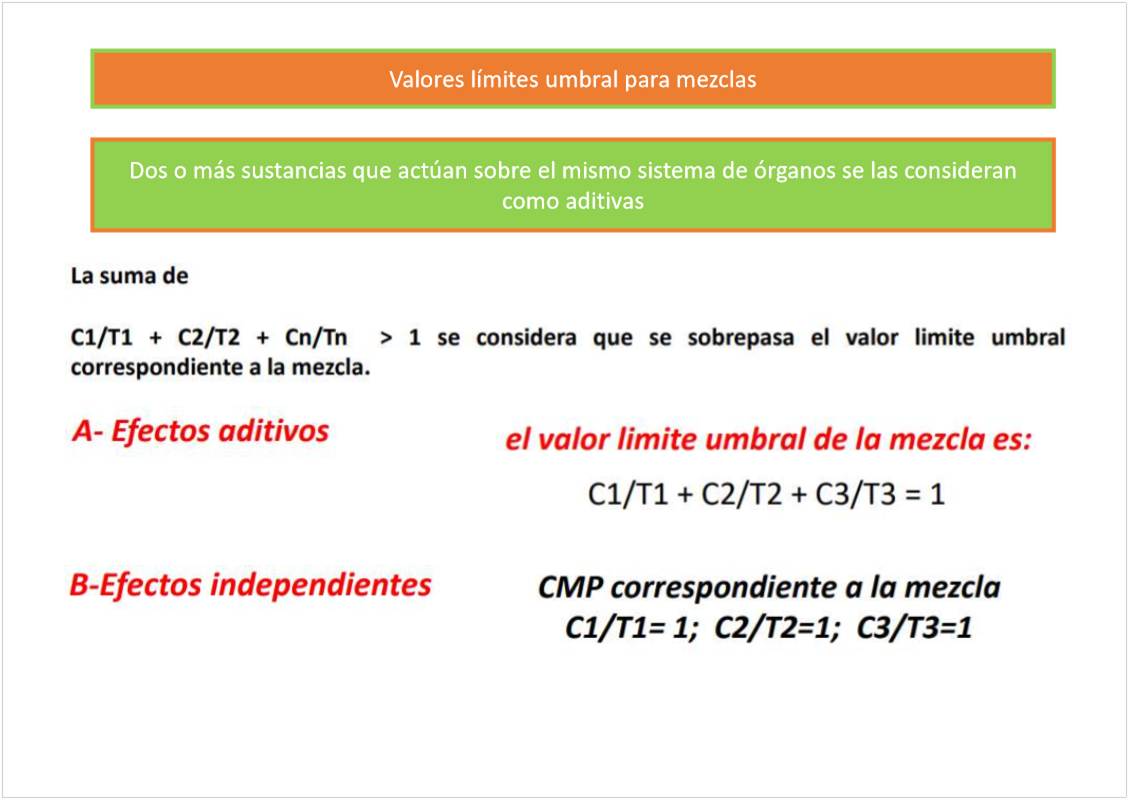 Valores límites umbral para mezclas
Dos o más sustancias que actúan sobre el mismo sistema de órganos se las consideran
como aditivas
La suma de
C1/T1 + C2/T2 + Cn/Tn > 1 se considera que se sobrepasa el valor limite umbral
correspondiente a la mezcla.
A- Efectos aditivos
el valor limite umbral de la mezcla es:
C1/T1 + C2/T2 + C3/T3 = 1
B-Efectos independientes
CMP correspondiente a la mezcla
C1/T1= 1; C2/T2=1; C3/T3=1